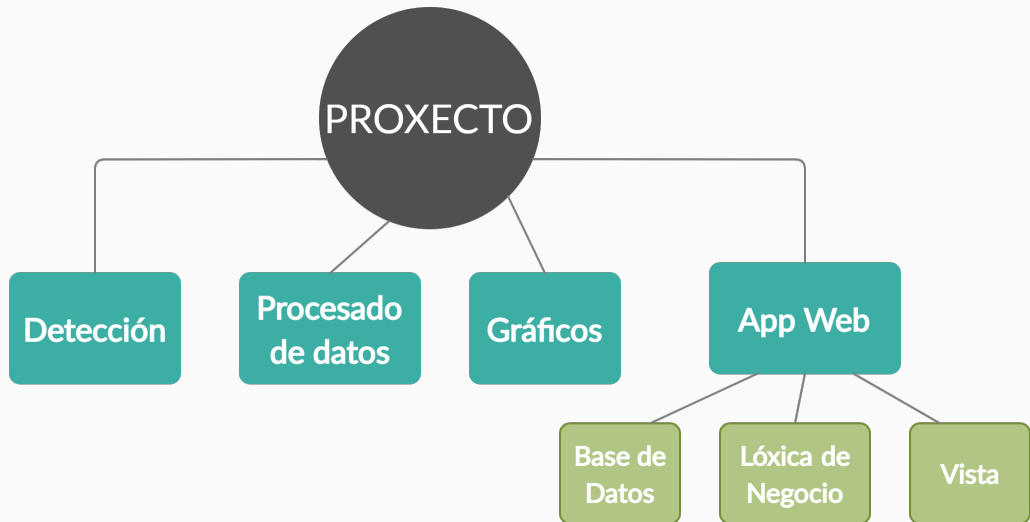 PROXECTO
Detección
Procesado
de datos
Gráficos
App Web
Base de
Datos
Lóxica de
Negocio
Vista